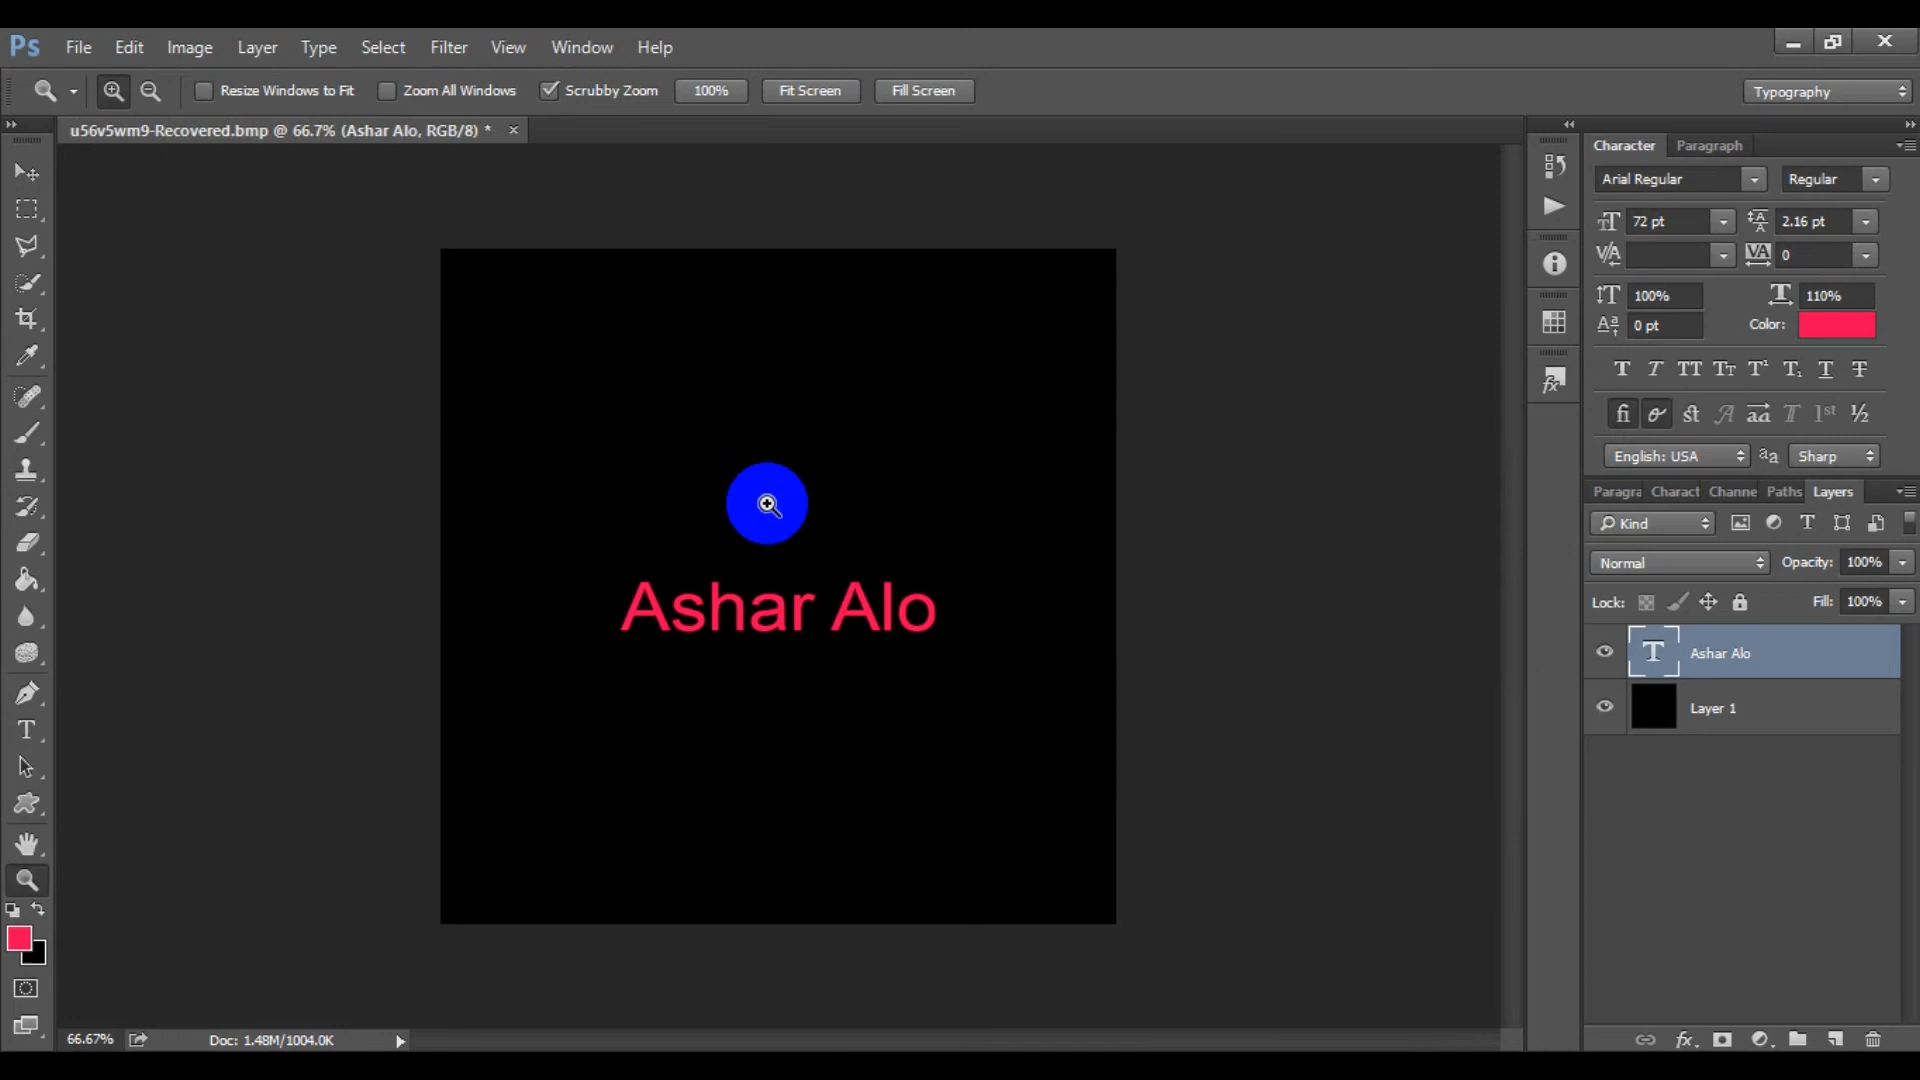 Ps File Edit Image Layer Type Select Filter View Window Help
Resize Windows to Fit Zoom All Windows Scrubby Zoom 100% Fit Screen Fill Screen Typography
u56v5wm9-Recovered.bmp @ 66.7% (Ashar Alo, RGB/8) *
Character Paragraph
Arial Regular Regular
72 pt 2.16 pt
0
100% 110%
0 pt Color:
English: USA Sharp
Paragra Charact Channe Paths Layers
Kind
Normal Opacity: 100%
Lock: Fill: 100%
Ashar Alo
Layer 1
Ashar Alo
66.67% Doc: 1.48M/1004.0K